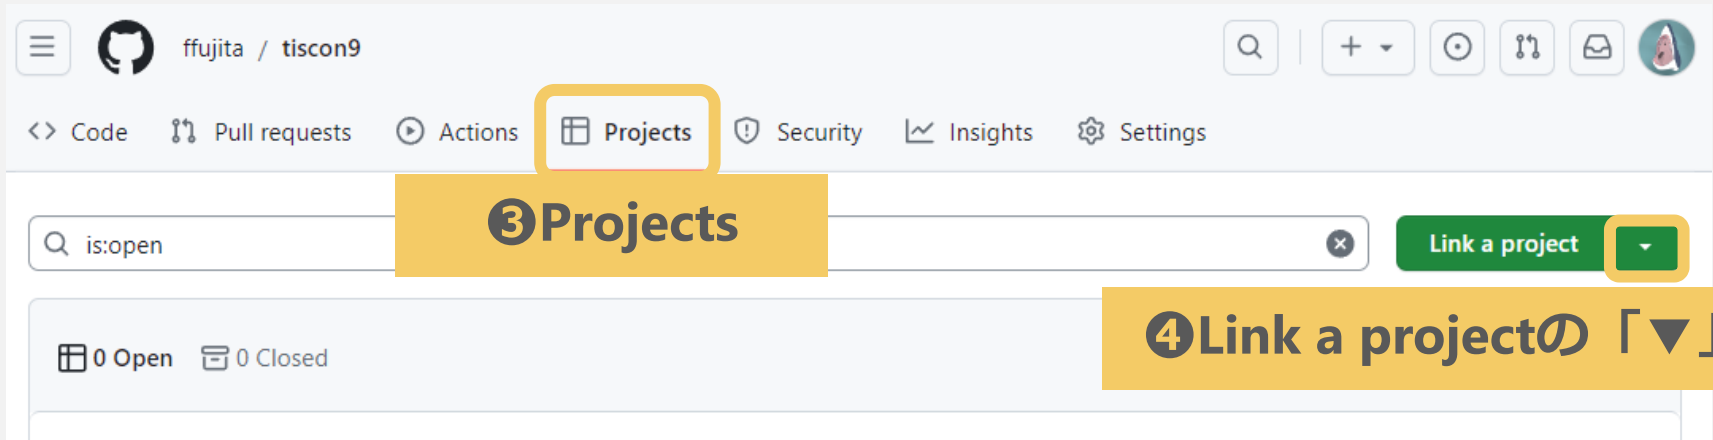 ffujita / tiscon9
Code Pull requests Actions Projects Security Insights Settings
❸Projects
is:open
Link a project
❹Link a projectの「▼」
0 Open 0 Closed